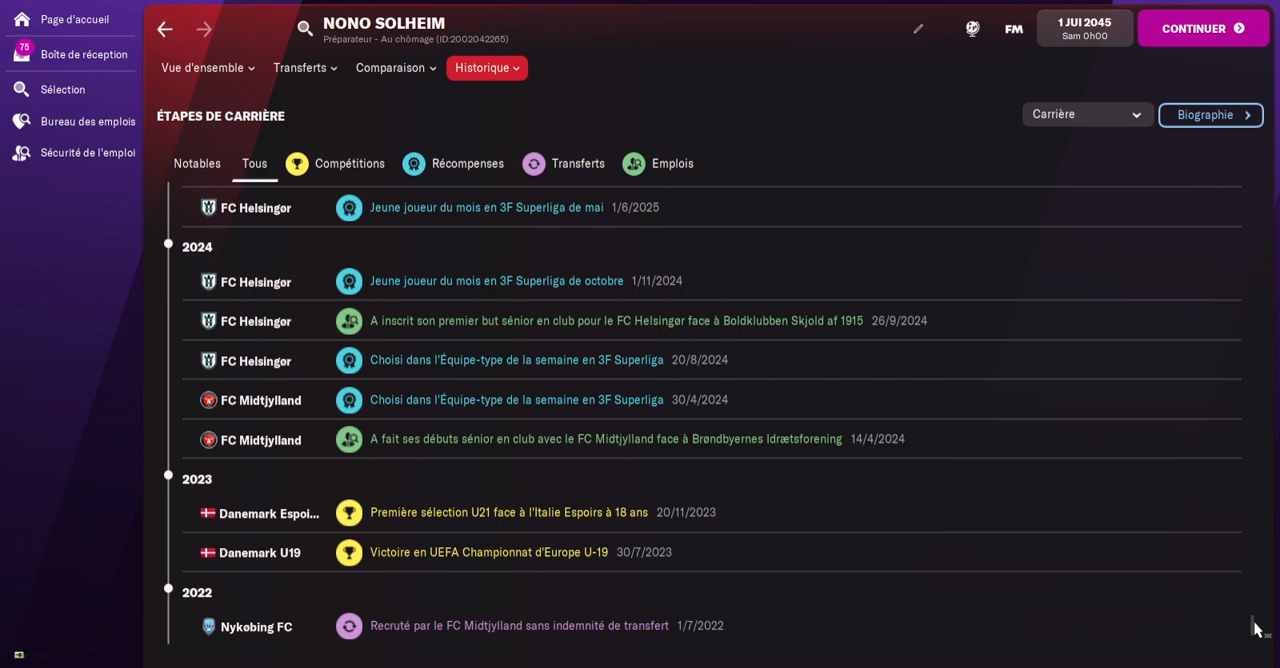 Page d'accueil
NONO SOLHEIM
Préparateur - Au chômage (ID:2002042265)
FM
1 JUI 2045
Sam 0h00
CONTINUER
75
Boîte de réception
Vue d'ensemble
Transferts
Comparaison
Historique
Sélection
Bureau des emplois
Sécurité de l'emploi
ÉTAPES DE CARRIÈRE
Carrière
Biographie
Notables
Tous
Compétitions
Récompenses
Transferts
Emplois
FC Helsingør Jeune joueur du mois en 3F Superliga de mai 1/6/2025
2024
FC Helsingør Jeune joueur du mois en 3F Superliga de octobre 1/11/2024
FC Helsingør A inscrit son premier but sénior en club pour le FC Helsingør face à Boldklubben Skjold af 1915 26/9/2024
FC Helsingør Choisi dans l'Équipe-type de la semaine en 3F Superliga 20/8/2024
FC Midtjylland Choisi dans l'Équipe-type de la semaine en 3F Superliga 30/4/2024
FC Midtjylland A fait ses débuts sénior en club avec le FC Midtjylland face à Brøndbyernes Idrætsforening 14/4/2024
2023
Danemark Espoi... Première sélection U21 face à l'Italie Espoirs à 18 ans 20/11/2023
Danemark U19 Victoire en UEFA Championnat d'Europe U-19 30/7/2023
2022
Nykøbing FC Recruté par le FC Midtjylland sans indemnité de transfert 1/7/2022